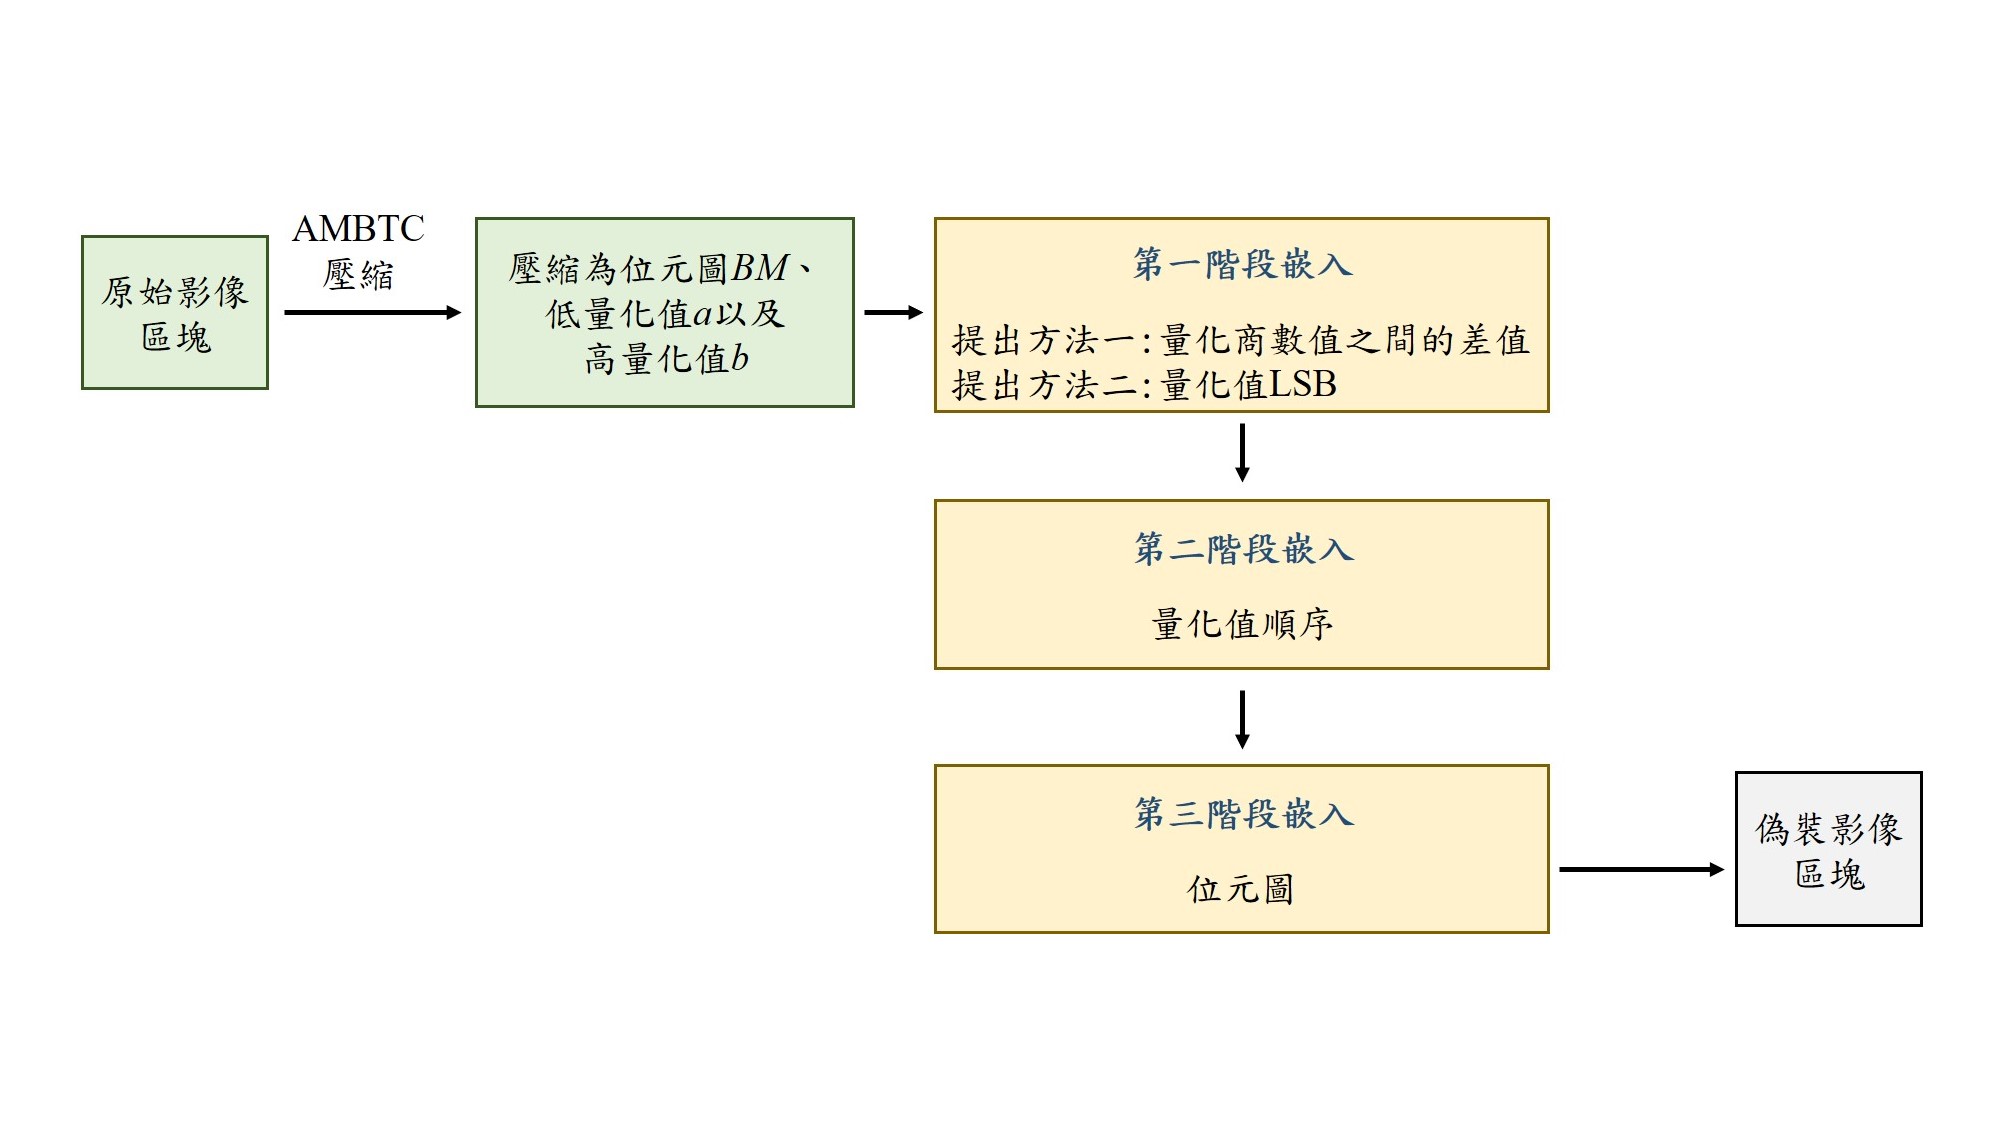 原始影像
區塊
AMBTC
壓縮
壓縮為位元圖BM、
低量化值a以及
高量化值b
第一階段嵌入
提出方法一:量化商數值之間的差值
提出方法二:量化值LSB
第二階段嵌入
量化值順序
第三階段嵌入
位元圖
偽裝影像
區塊